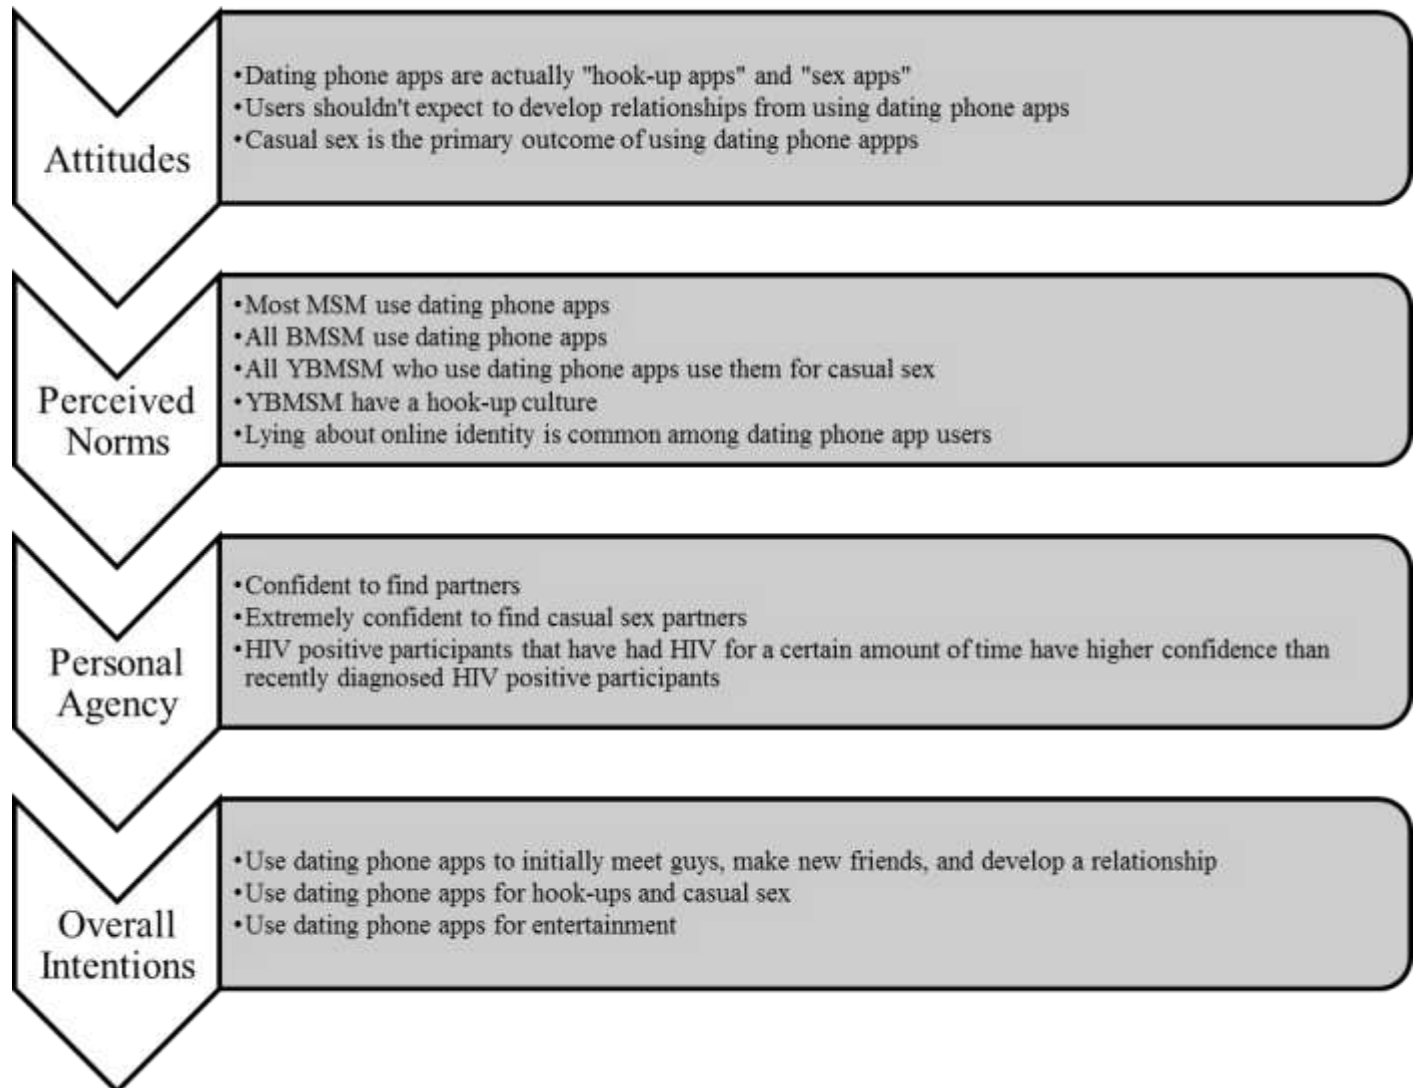 Attitudes
•Dating phone apps are actually "hook-up apps" and "sex apps"
•Users shouldn't expect to develop relationships from using dating phone apps
•Casual sex is the primary outcome of using dating phone appps
Perceived
Norms
•Most MSM use dating phone apps
•All BMSM use dating phone apps
•All YBMSM who use dating phone apps use them for casual sex
•YBMSM have a hook-up culture
•Lying about online identity is common among dating phone app users
Personal
Agency
•Confident to find partners
•Extremely confident to find casual sex partners
•HIV positive participants that have had HIV for a certain amount of time have higher confidence than
recently diagnosed HIV positive participants
Overall
Intentions
•Use dating phone apps to initially meet guys, make new friends, and develop a relationship
•Use dating phone apps for hook-ups and casual sex
•Use dating phone apps for entertainment